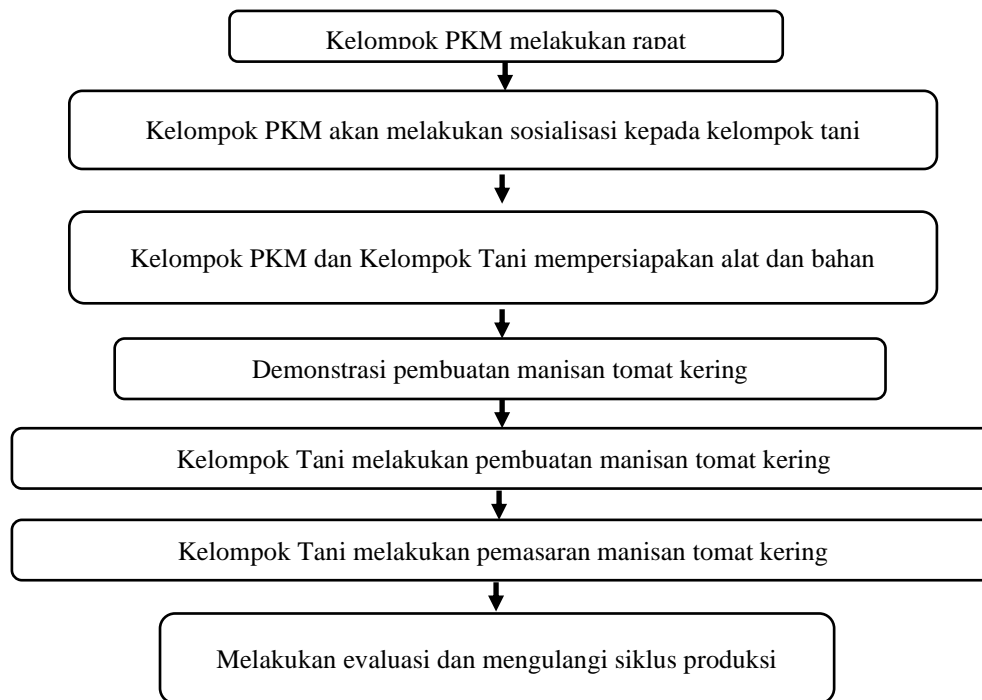 Kelompok PKM melakukan rapat
Kelompok PKM akan melakukan sosialisasi kepada kelompok tani
Kelompok PKM dan Kelompok Tani mempersiapakan alat dan bahan
Demonstrasi pembuatan manisan tomat kering
Kelompok Tani melakukan pembuatan manisan tomat kering
Kelompok Tani melakukan pemasaran manisan tomat kering
Melakukan evaluasi dan mengulangi siklus produksi